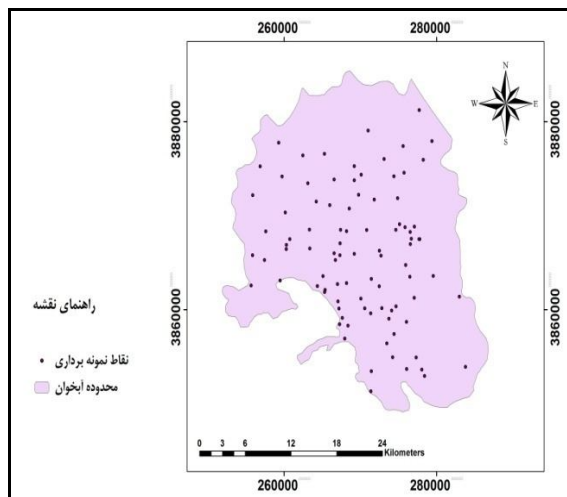 260000 280000
N
W E
S
3880000 3880000
3860000 3860000
راهنمای نقشه
نقاط نمونه برداری
محدوده آبخوان
0 3 6 12 18 24
Kilometers
260000 280000